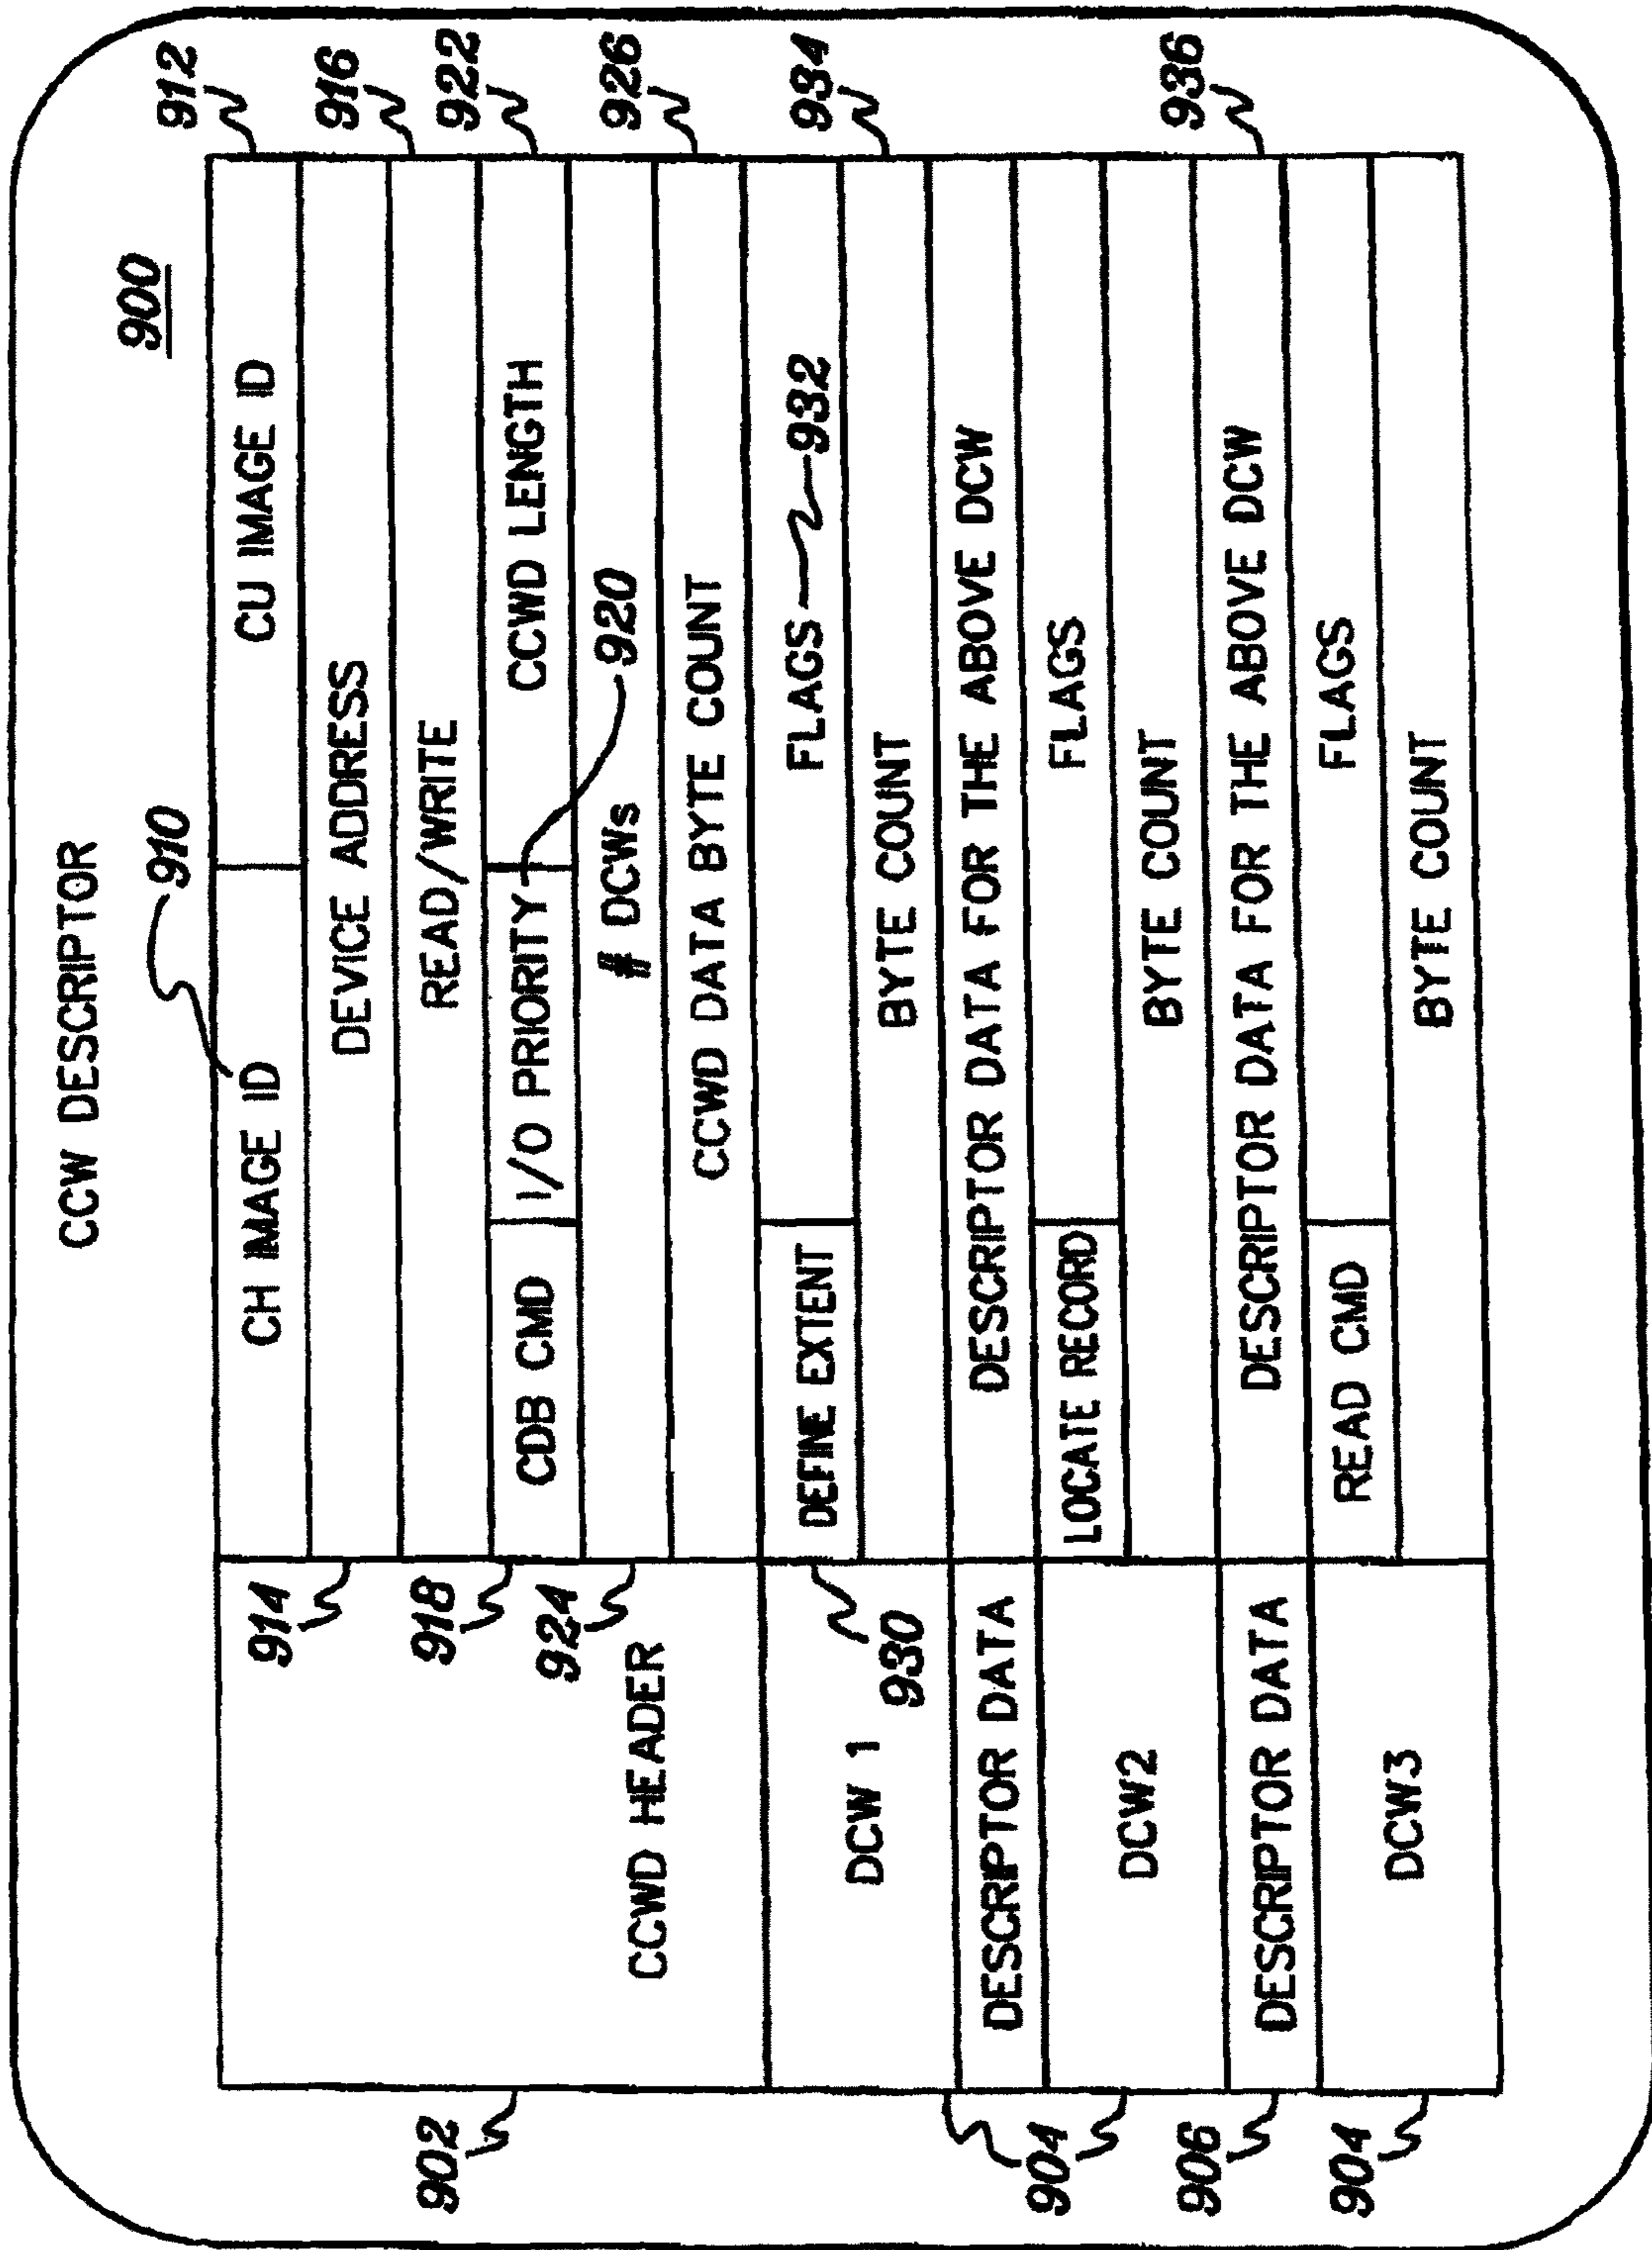 CCW DESCRIPTOR
900
910
912
CH IMAGE ID
CU IMAGE ID
914
DEVICE ADDRESS
916
READ/WRITE
918
CDB CMD
I/O PRIORITY
CCWD LENGTH
922
924
# DCWs
920
902
CCWD HEADER
CCWD DATA BYTE COUNT
926
DCW 1
930
DEFINE EXTENT
FLAGS
932
BYTE COUNT
934
DESCRIPTOR DATA
DESCRIPTOR DATA FOR THE ABOVE DCW
904
DCW2
LOCATE RECORD
FLAGS
BYTE COUNT
906
DESCRIPTOR DATA
DESCRIPTOR DATA FOR THE ABOVE DCW
936
904
DCW3
READ CMD
FLAGS
BYTE COUNT